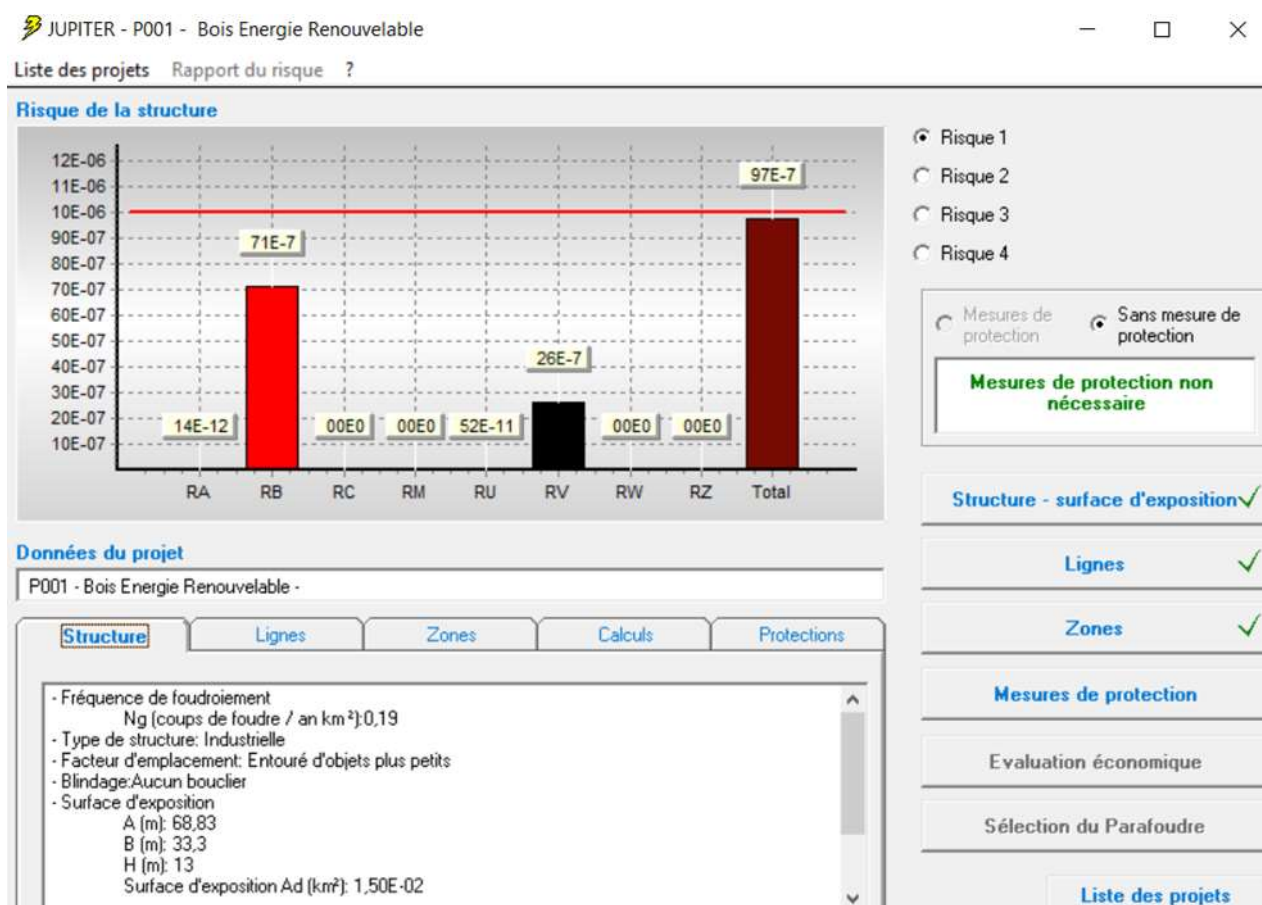 JUPITER - P001 - Bois Energie Renouvelable
Liste des projets Rapport du risque ?
Risque de la structure
12E-06
11E-06
10E-06
90E-07
80E-07
70E-07
60E-07
50E-07
40E-07
30E-07
20E-07
10E-07
14E-12
71E-7
00E0
00E0
52E-11
26E-7
00E0
00E0
97E-7
RA RB RC RM RU RV RW RZ Total
Risque 1
Risque 2
Risque 3
Risque 4
Mesures de protection
Sans mesure de protection
Mesures de protection non
nécessaire
Structure - surface d'exposition
Lignes
Zones
Mesures de protection
Evaluation économique
Sélection du Parafoudre
Liste des projets
Données du projet
P001 - Bois Energie Renouvelable -
Structure Lignes Zones Calculs Protections
- Fréquence de foudroiement
Ng (coups de foudre / an km²):0,19
- Type de structure: Industrielle
- Facteur d'emplacement: Entouré d'objets plus petits
- Blindage:Aucun bouclier
- Surface d'exposition
A (m): 68,83
B (m): 33,3
H (m): 13
Surface d'exposition Ad (km²): 1,50E-02